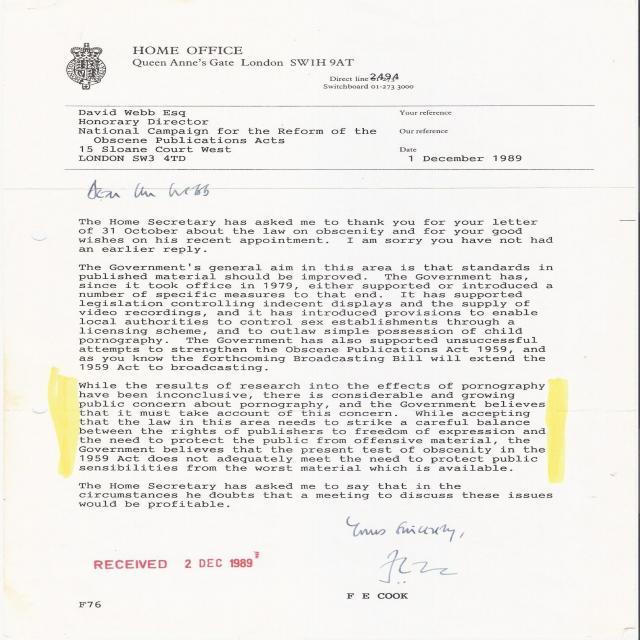 HOME OFFICE
Queen Anne's Gate London SW1H 9AT
Direct line 2494
Switchboard 01-273 3000
David Webb Esq
Honorary Director
National Campaign for the Reform of the
Obscene Publications Acts
15 Sloane Court West
LONDON SW3 4TD
Your reference
Our reference
Date
1 December 1989
Dear Mr Webb
The Home Secretary has asked me to thank you for your letter
of 31 October about the law on obscenity and for your good
wishes on his recent appointment. I am sorry you have not had
an earlier reply.
The Government's general aim in this area is that standards in
published material should be improved. The Government has,
since it took office in 1979, either supported or introduced a
number of specific measures to that end. It has supported
legislation controlling indecent displays and the supply of
video recordings, and it has introduced provisions to enable
local authorities to control sex establishments through a
licensing scheme, and to outlaw simple possession of child
pornography. The Government has also supported unsuccessful
attempts to strengthen the Obscene Publications Act 1959, and
as you know the forthcoming Broadcasting Bill will extend the
1959 Act to broadcasting.
While the results of research into the effects of pornography
have been inconclusive, there is considerable and growing
public concern about pornography, and the Government believes
that it must take account of this concern. While accepting
that the law in this area needs to strike a careful balance
between the rights of publishers to freedom of expression and
the need to protect the public from offensive material, the
Government believes that the present test of obscenity in the
1959 Act does not adequately meet the need to protect public
sensibilities from the worst material which is available.
The Home Secretary has asked me to say that in the
circumstances he doubts that a meeting to discuss these issues
would be profitable.
Yours sincerely,
RECEIVED 2 DEC 1989
F E COOK
F76